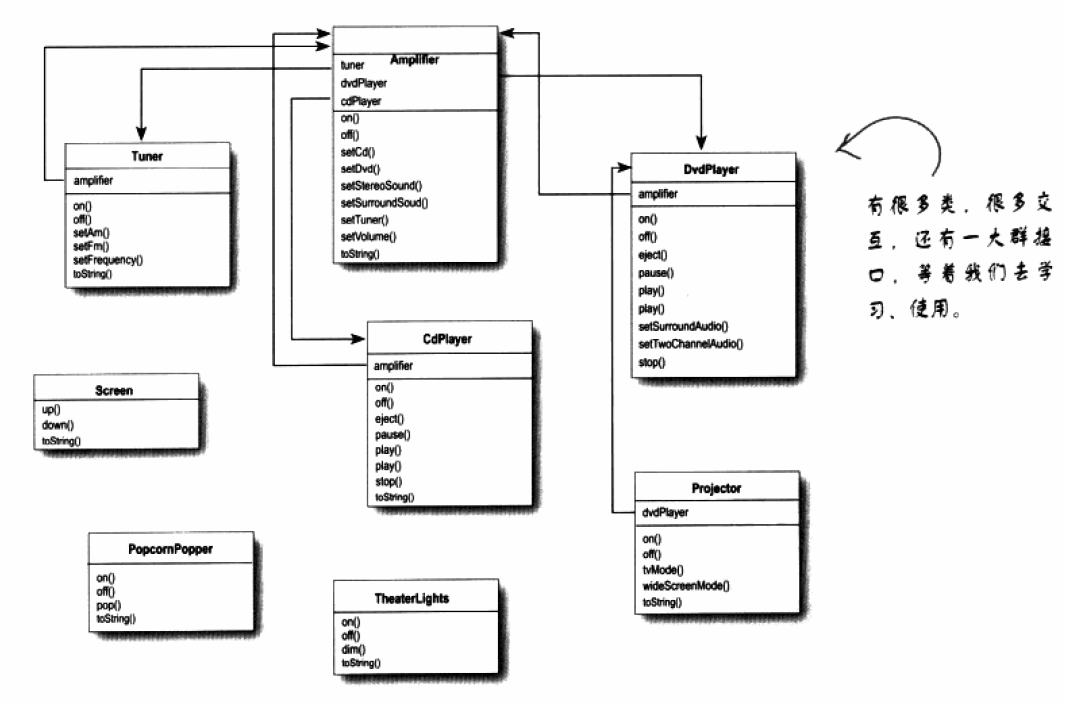 Amplifier
tuner
dvdPlayer
cdPlayer
on()
off()
setCd()
setDvd()
setStereoSound()
setSurroundSoud()
setTuner()
setVolume()
toString()
Tuner
amplifier
on()
off()
setAm()
setFm()
setFrequency()
toString()
DvdPlayer
amplifier
on()
off()
eject()
pause()
play()
play()
setSurroundAudio()
setTwoChannelAudio()
stop()
有很多类，很多交
互，还有一大群接
口，等着我们去学
习、使用。
CdPlayer
amplifier
on()
off()
eject()
pause()
play()
play()
stop()
toString()
Screen
up()
down()
toString()
Projector
dvdPlayer
on()
off()
tvMode()
wideScreenMode()
toString()
PopcornPopper
on()
off()
pop()
toString()
TheaterLights
on()
off()
dim()
toString()